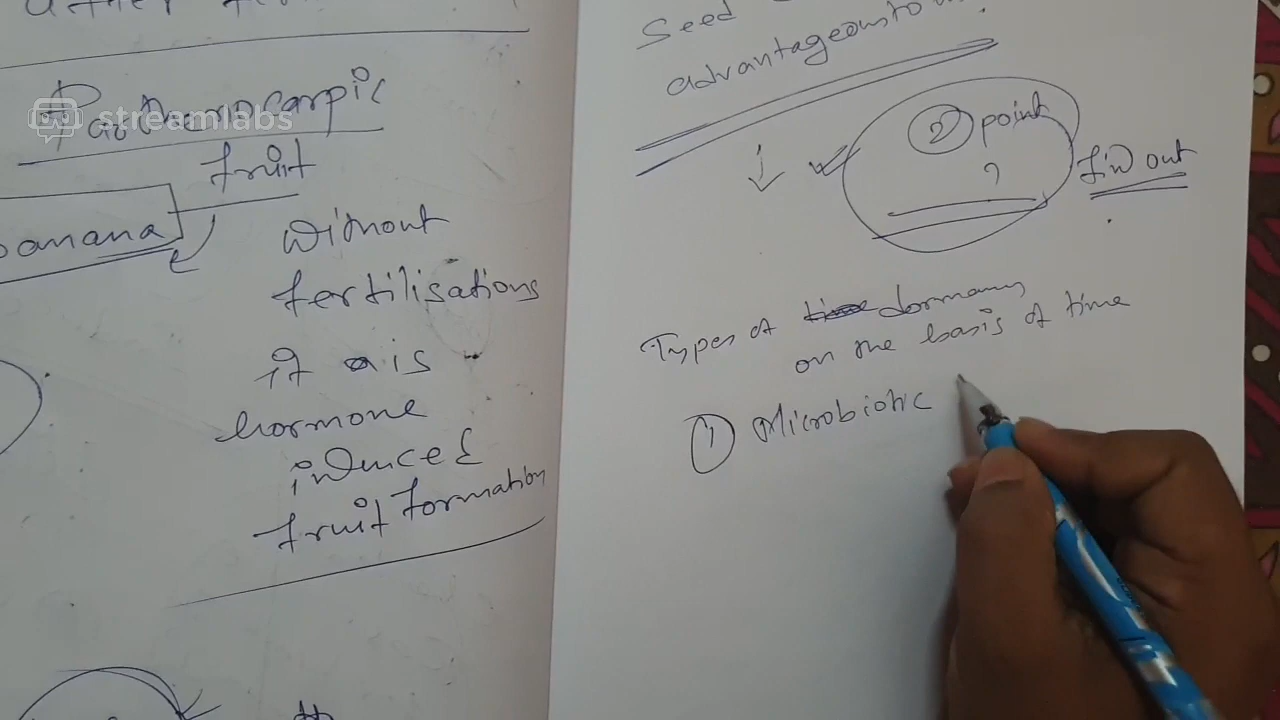 Parthenocarpic
fruit
banana
without
fertilisations
it is
hormone
induced
fruit formation
streamlabs
Seed
advantageous to
2 point
?
find out
Types of dormancy
on the basis of time
1 Microbiotic